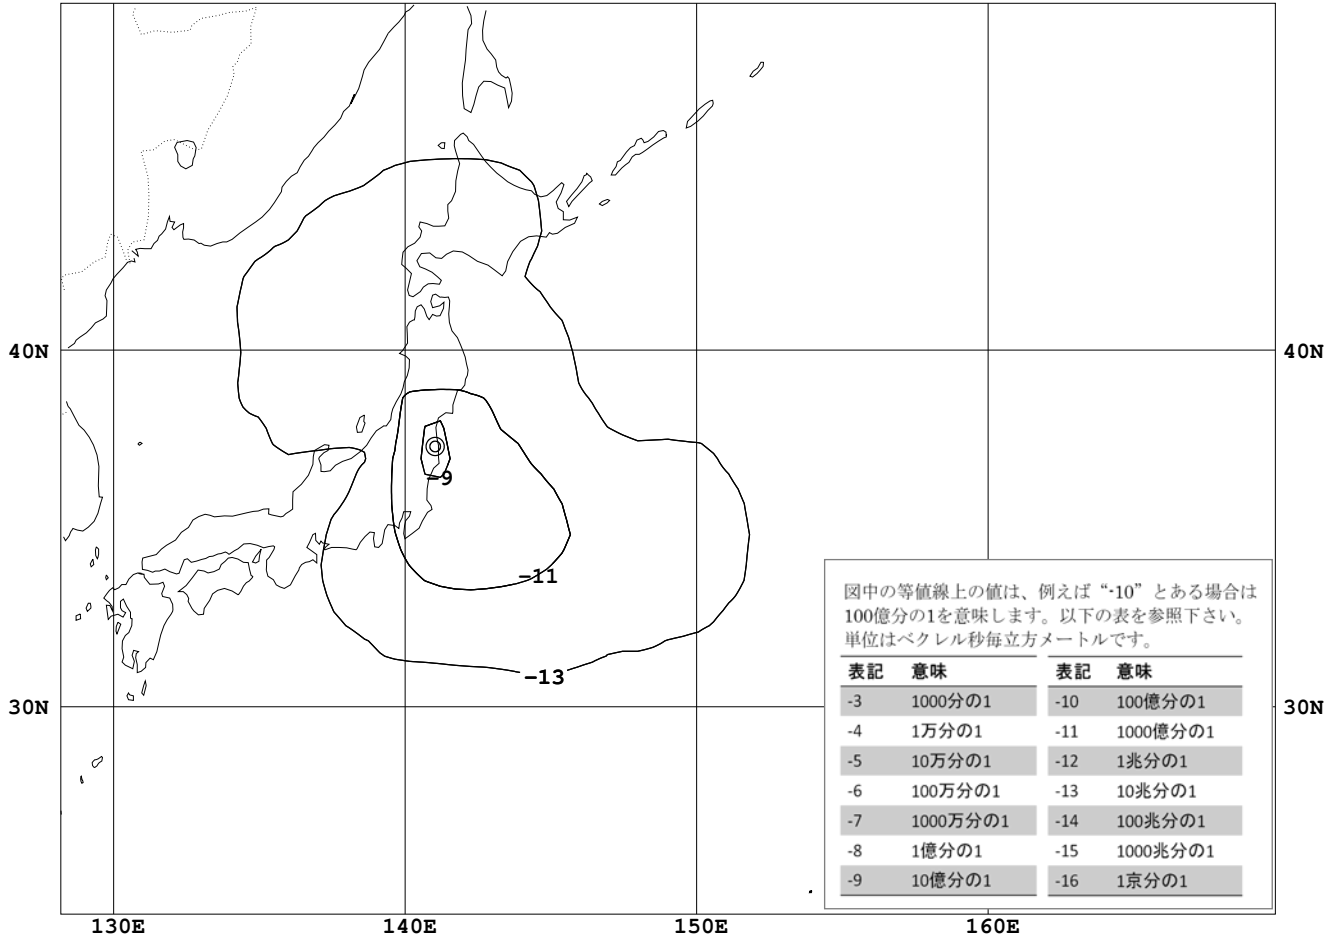 40N
40N
-9
-11
-13
30N
30N
130E
140E
150E
160E
図中の等値線上の値は、例えば“-10”とある場合は
100億分の1を意味します。以下の表を参照下さい。
単位はベクレル秒毎立方メートルです。
表記 意味 表記 意味
-3 1000分の1 -10 100億分の1
-4 1万分の1 -11 1000億分の1
-5 10万分の1 -12 1兆分の1
-6 100万分の1 -13 10兆分の1
-7 1000万分の1 -14 100兆分の1
-8 1億分の1 -15 1000兆分の1
-9 10億分の1 -16 1京分の1